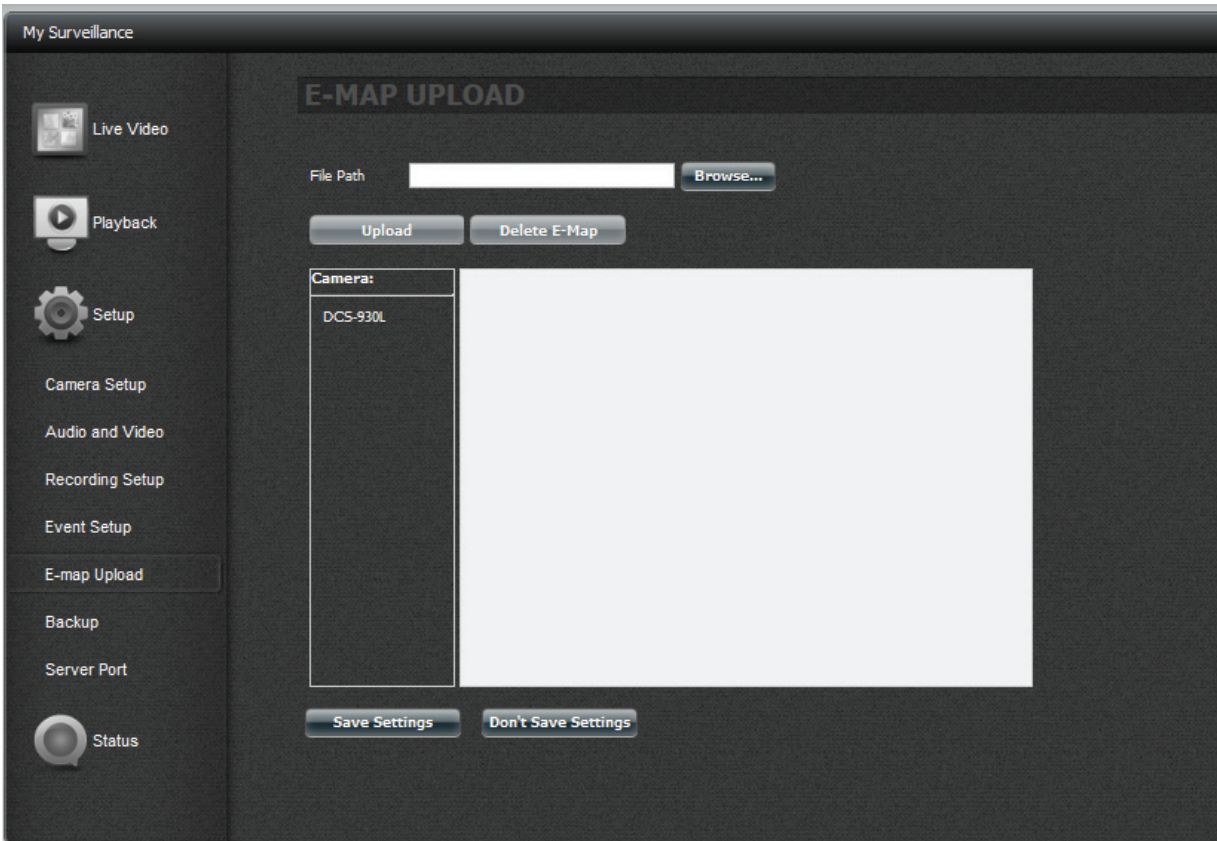 My Surveillance
Live Video
Playback
Setup
Camera Setup
Audio and Video
Recording Setup
Event Setup
E-map Upload
Backup
Server Port
Status
E-MAP UPLOAD
File Path
Browse...
Upload
Delete E-Map
Camera:
DCS-930L
Save Settings
Don't Save Settings